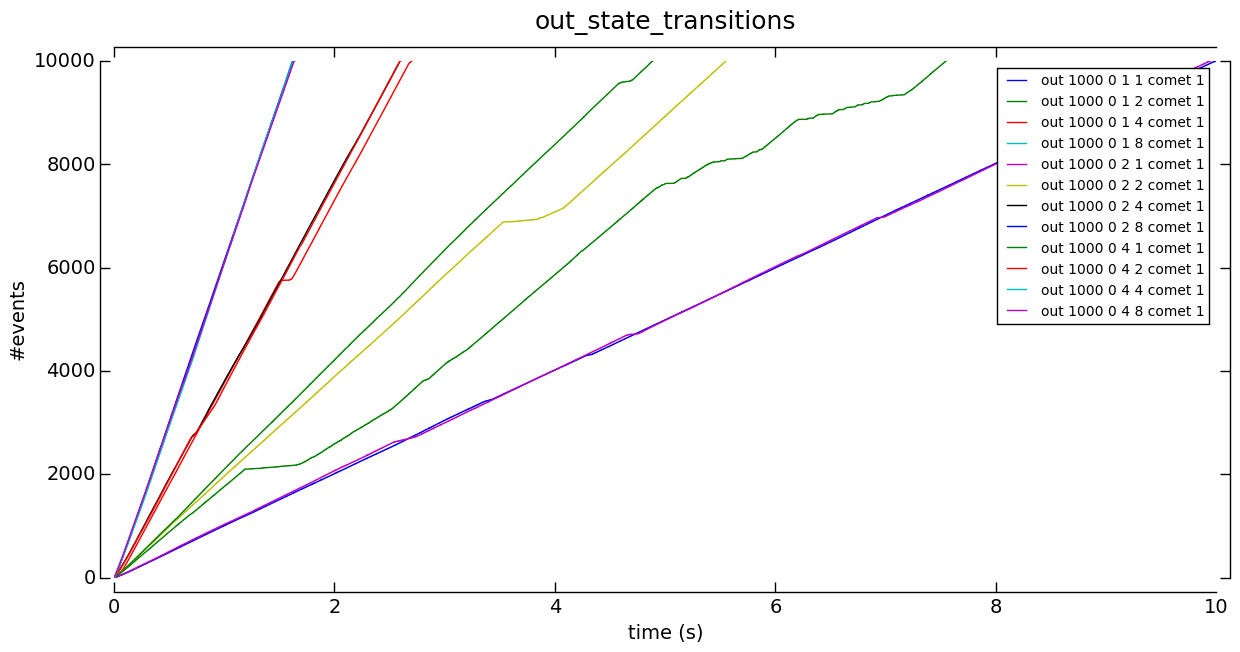 out_state_transitions
10000
8000
6000
4000
2000
0
#events
0 2 4 6 8 10
time (s)
out 1000 0 1 1 comet 1
out 1000 0 1 2 comet 1
out 1000 0 1 4 comet 1
out 1000 0 1 8 comet 1
out 1000 0 2 1 comet 1
out 1000 0 2 2 comet 1
out 1000 0 2 4 comet 1
out 1000 0 2 8 comet 1
out 1000 0 4 1 comet 1
out 1000 0 4 2 comet 1
out 1000 0 4 4 comet 1
out 1000 0 4 8 comet 1